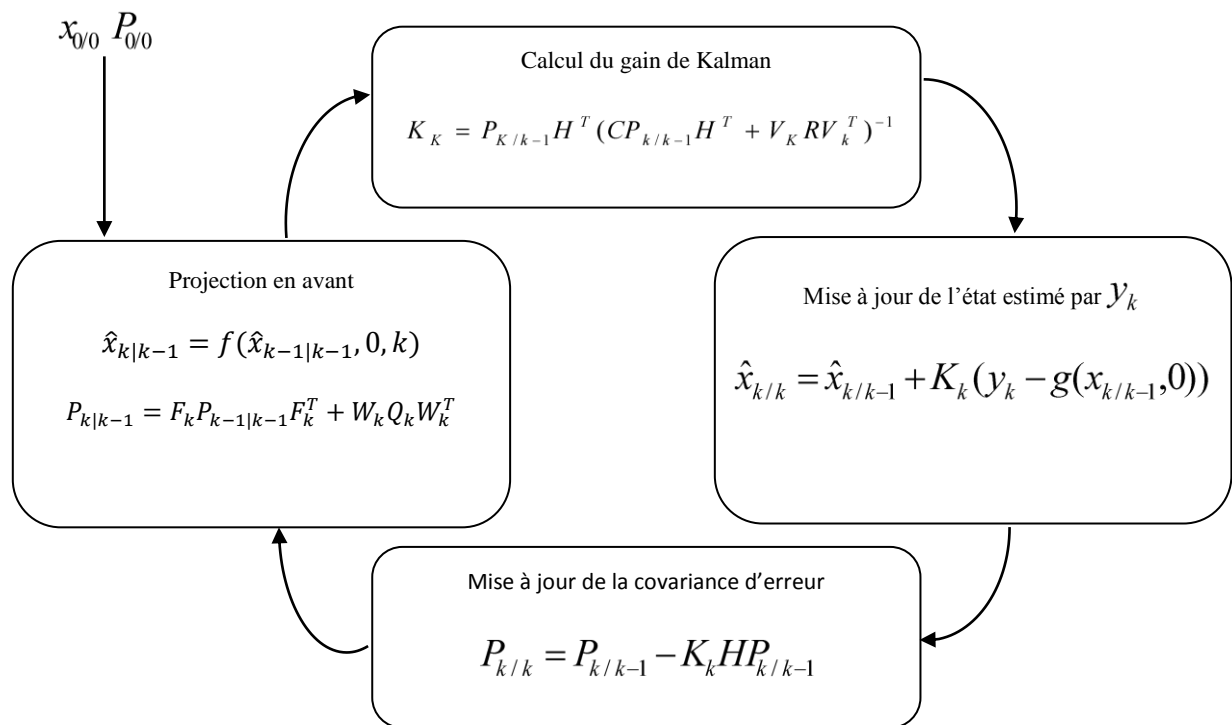 x_{0/0} P_{0/0}
Calcul du gain de Kalman
K_K = P_{K/k-1} H^T (CP_{k/k-1} H^T + V_K RV_k^T)^{-1}
Projection en avant
x̂_{k|k-1} = f(x̂_{k-1|k-1}, 0, k)
P_{k|k-1} = F_k P_{k-1|k-1} F_k^T + W_k Q_k W_k^T
Mise à jour de l’état estimé par y_k
x̂_{k/k} = x̂_{k/k-1} + K_k (y_k − g(x_{k/k-1},0))
Mise à jour de la covariance d’erreur
P_{k/k} = P_{k/k-1} − K_k HP_{k/k-1}